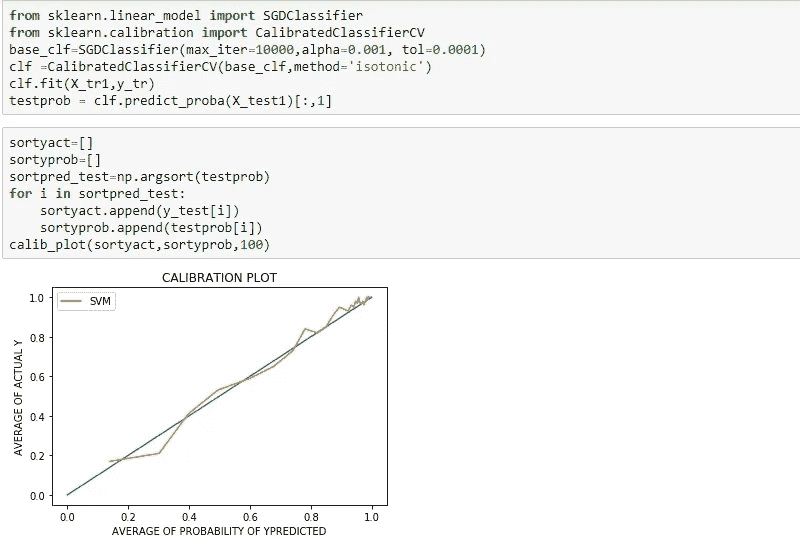 from sklearn.linear_model import SGDClassifier
from sklearn.calibration import CalibratedClassifierCV
base_clf=SGDClassifier(max_iter=10000,alpha=0.001, tol=0.0001)
clf =CalibratedClassifierCV(base_clf,method='isotonic')
clf.fit(X_tr1,y_tr)
testprob = clf.predict_proba(X_test1)[:,1]
sortyact=[]
sortyprob=[]
sortpred_test=np.argsort(testprob)
for i in sortpred_test:
    sortyact.append(y_test[i])
    sortyprob.append(testprob[i])
calib_plot(sortyact,sortyprob,100)
CALIBRATION PLOT
SVM
1.0
0.8
0.6
0.4
0.2
0.0
AVERAGE OF ACTUAL Y
0.0 0.2 0.4 0.6 0.8 1.0
AVERAGE OF PROBABILITY OF YPREDICTED